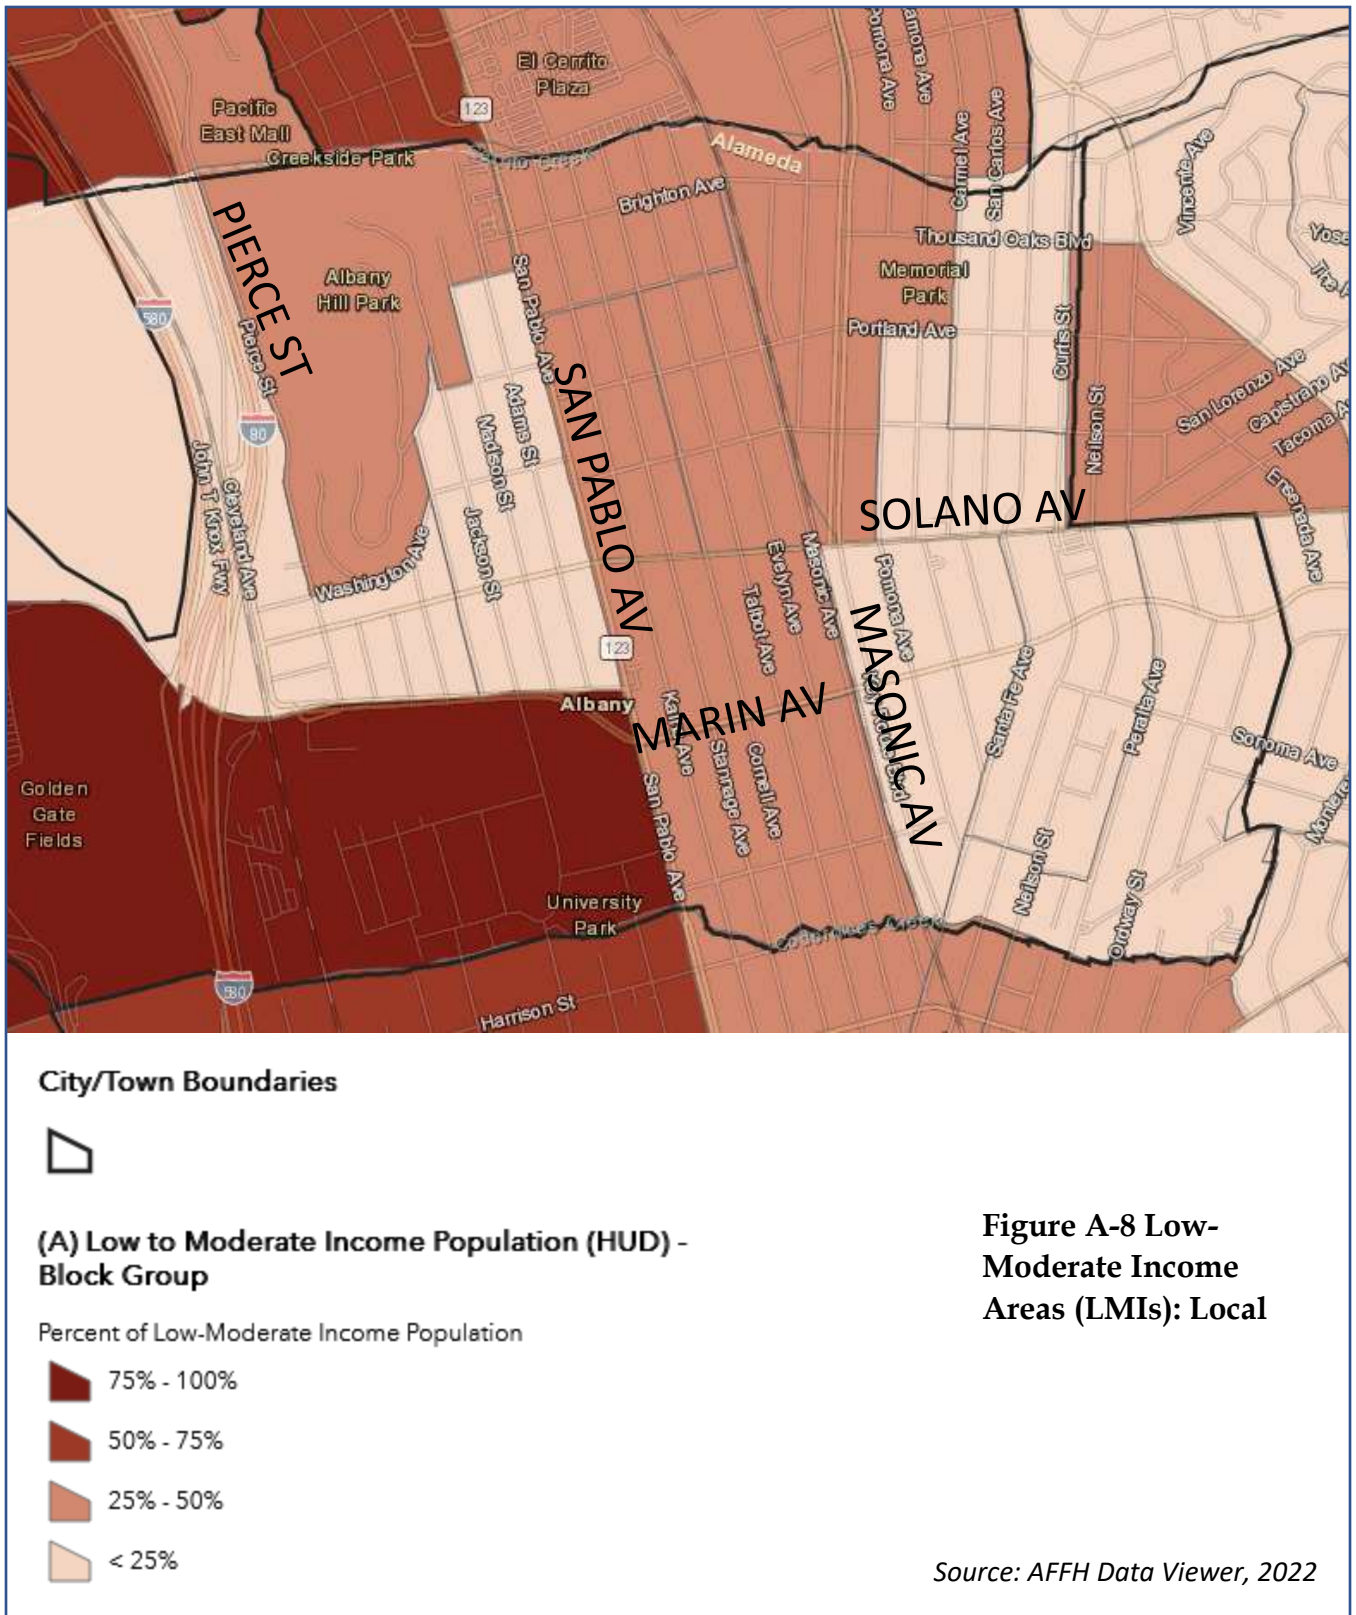 Pomona Ave
Ramona Ave
El Cerrito
Plaza
123
Pacific
East Mall
Creekside Park
Alameda
Carmel Ave
San Carlos Ave
Vincente Ave
Brighton Ave
PIERCE ST
Thousand Oaks Blvd
Albany
Hill Park
Memorial
Park
San Pablo Ave
580
Portland Ave
Pierce St
Curtis St
San Lorenzo Ave
Capistrano Av
Tacoma A
Neilson St
SAN PABLO AV
Adams St
Madison St
80
John T Knox Fwy
Cleveland Ave
SOLANO AV
Ensenada Ave
Jackson St
Washington Ave
Evelyn Ave
Masonic Ave
Talbot Ave
Pomona Ave
MASONIC AV
123
Santa Fe Ave
Peralta Ave
Albany
MARIN AV
Sonoma Ave
Kains Ave
Stannage Ave
Cornell Ave
San Pablo Ave
Golden
Gate
Fields
Neilson St
Ordway St
University
Park
Codornices Creek
580
Harrison St
City/Town Boundaries
(A) Low to Moderate Income Population (HUD) -
Block Group
Percent of Low-Moderate Income Population
75% - 100%
50% - 75%
25% - 50%
< 25%
Figure A-8 Low-
Moderate Income
Areas (LMIs): Local
Source: AFFH Data Viewer, 2022